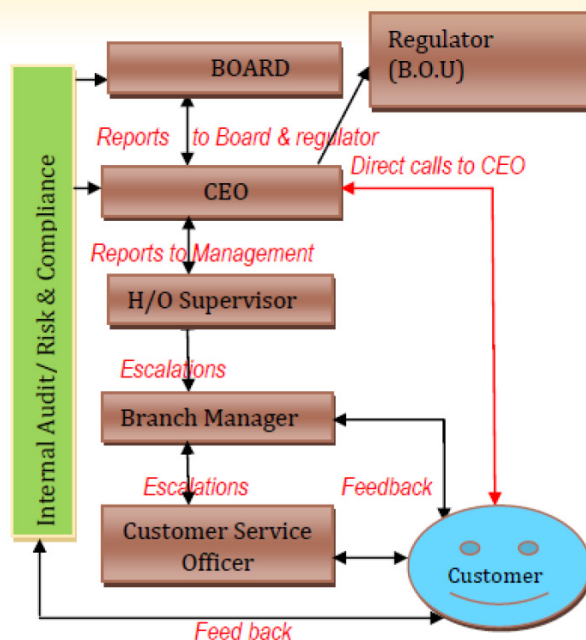 Regulator
(B.O.U)
BOARD
Reports to Board & regulator
Direct calls to CEO
CEO
Reports to Management
H/O Supervisor
Escalations
Branch Manager
Escalations
Feedback
Customer Service
Officer
Customer
Feed back
Internal Audit/ Risk & Compliance